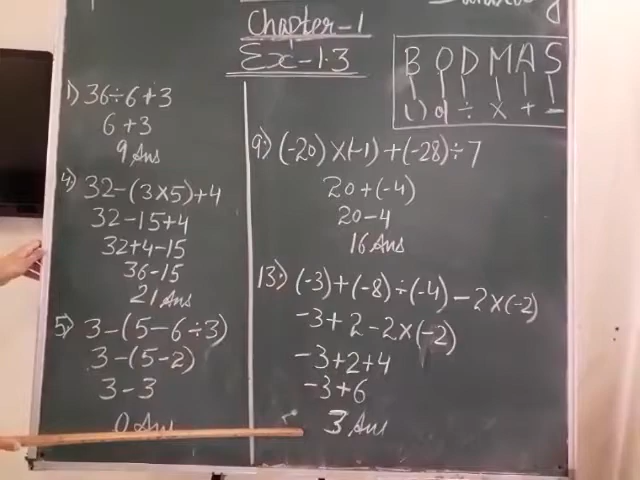 Chapter-1
Ex-1.3
B O D M A S
() of ÷ × + -
1) 36÷6+3
6+3
9 Ans
4) 32-(3×5)+4
32-15+4
32+4-15
36-15
21 Ans
5) 3-(5-6÷3)
3-(5-2)
3-3
0 Ans
9) (-20)×(-1)+(-28)÷7
20+(-4)
20-4
16 Ans
13) (-3)+(-8)÷(-4)-2×(-2)
-3+2-2×(-2)
-3+2+4
-3+6
3 Ans